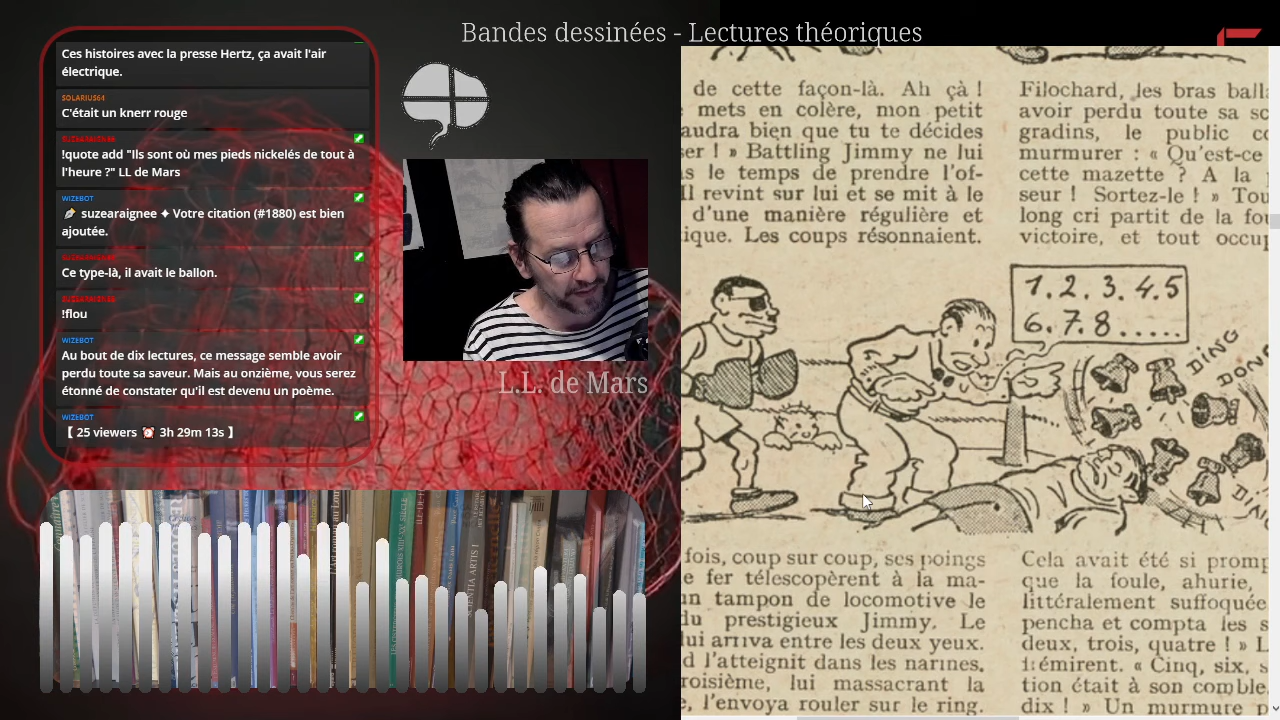 Bandes dessinées - Lectures théoriques
Ces histoires avec la presse Hertz, ça avait l'air
électrique.
SOLARIUS64
C'était un knerr rouge
!quote add "Ils sont où mes pieds nickelés de tout à
l'heure ?" LL de Mars
WIZEBOT
suzearaignee ✦ Votre citation (#1880) est bien
ajoutée.
Ce type-là, il avait le ballon.
!flou
WIZEBOT
Au bout de dix lectures, ce message semble avoir
perdu toute sa saveur. Mais au onzième, vous serez
étonné de constater qu'il est devenu un poème.
WIZEBOT
【 25 viewers ⏰ 3h 29m 13s 】
L.L. de Mars
de cette façon-là. Ah çà !
mets en colère, mon petit
audra bien que tu te décides
er ! » Battling Jimmy ne lui
s le temps de prendre l'of-
Il revint sur lui et se mit à le
d'une manière régulière et
ique. Les coups résonnaient.
Filochard, les bras balla
avoir perdu toute sa sc
gradins, le public co
murmurer : « Qu'est-ce
cette mazette ? A la
seur ! Sortez-le ! » Tou
long cri partit de la fou
victoire, et tout occup
1.2.3.4.5
6.7.8.....
DING
DONG
DI
fois, coup sur coup, ses poings
e fer télescopèrent à la ma-
un tampon de locomotive le
du prestigieux Jimmy. Le
lui arriva entre les deux yeux.
d l'atteignit dans les narines.
roisième, lui massacrant la
e, l'envoya rouler sur le ring.
Cela avait été si promp
que la foule, ahurie,
littéralement suffoquée
pencha et compta les s
deux, trois, quatre ! » L
frémirent. « Cinq, six, s
tion était à son comble
dix ! » Un murmure p